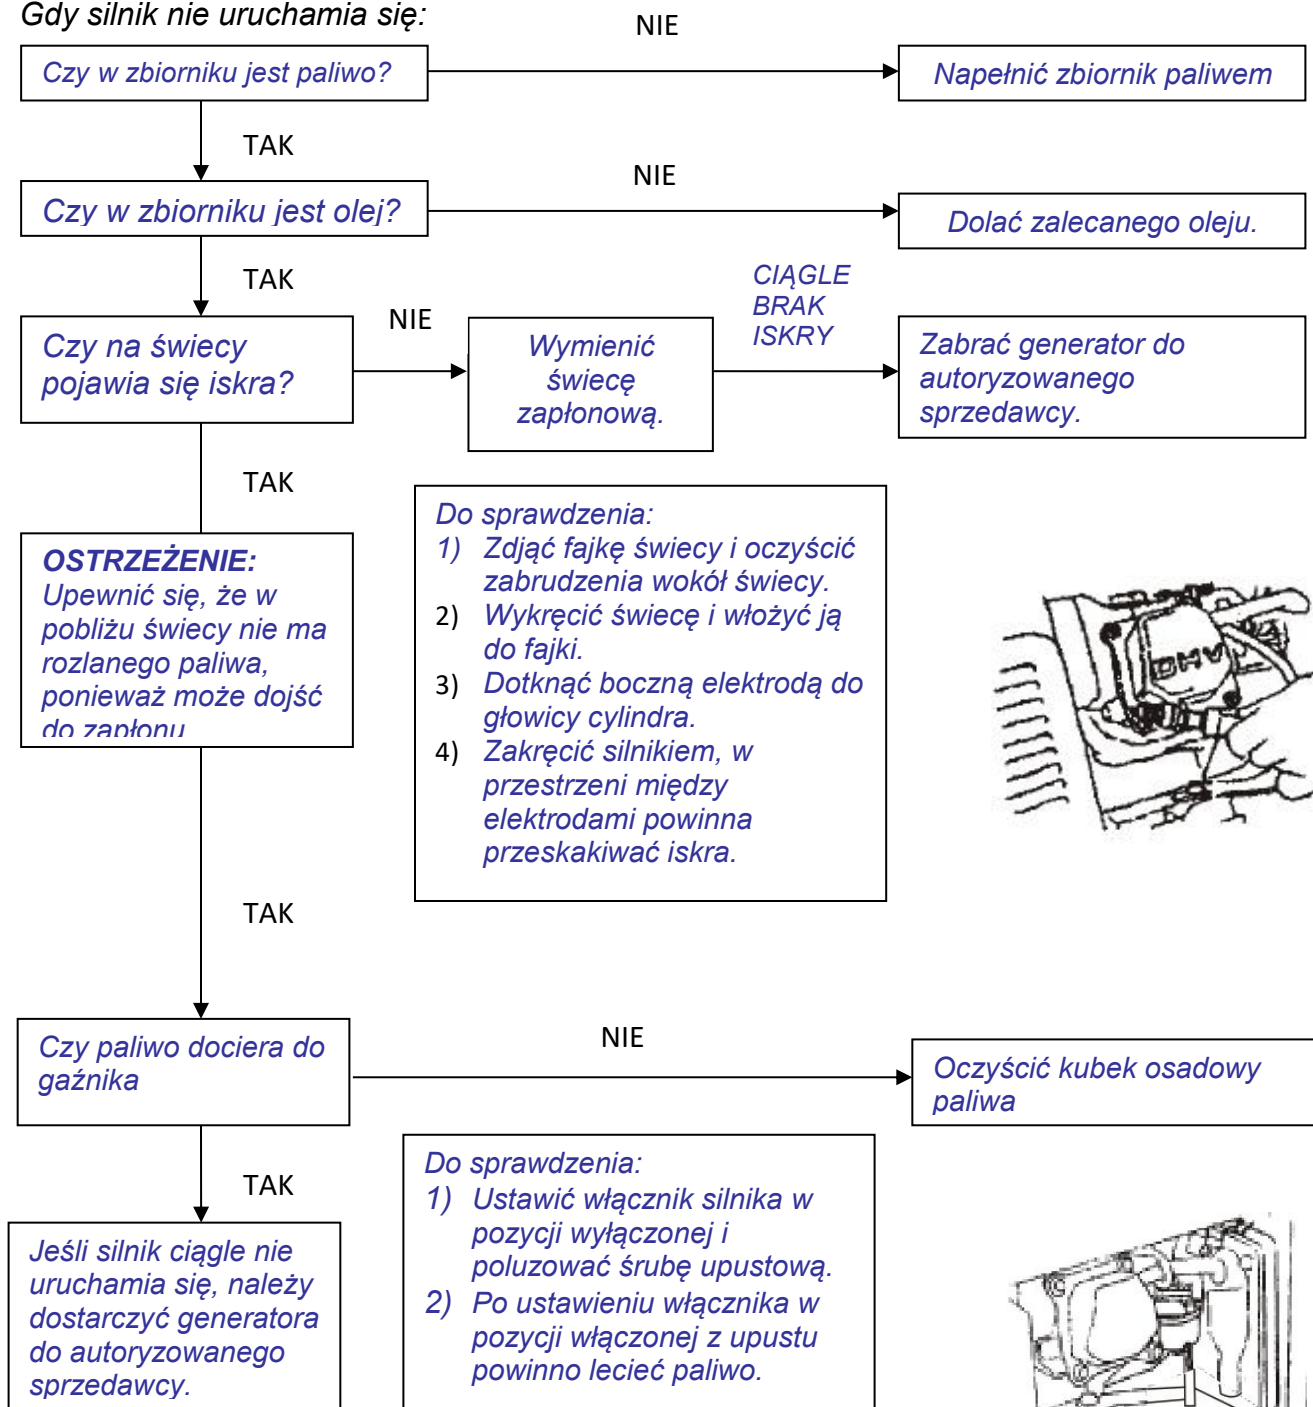 Gdy silnik nie uruchamia się:
NIE
Czy w zbiorniku jest paliwo?
Napełnić zbiornik paliwem
TAK
NIE
Czy w zbiorniku jest olej?
Dolać zalecanego oleju.
TAK
CIĄGLE
BRAK
ISKRY
NIE
Czy na świecy
pojawia się iskra?
Wymienić
świecę
zapłonową.
Zabrać generator do
autoryzowanego
sprzedawcy.
TAK
OSTRZEŻENIE:
Upewnić się, że w
pobliżu świecy nie ma
rozlanego paliwa,
ponieważ może dojść
do zapłonu
Do sprawdzenia:
1) Zdjąć fajkę świecy i oczyścić
zabrudzenia wokół świecy.
2) Wykręcić świecę i włożyć ją
do fajki.
3) Dotknąć boczną elektrodą do
głowicy cylindra.
4) Zakręcić silnikiem, w
przestrzeni między
elektrodami powinna
przeskakiwać iskra.
OHV
TAK
Czy paliwo dociera do
gaźnika
NIE
Oczyścić kubek osadowy
paliwa
TAK
Jeśli silnik ciągle nie
uruchamia się, należy
dostarczyć generatora
do autoryzowanego
sprzedawcy.
Do sprawdzenia:
1) Ustawić włącznik silnika w
pozycji wyłączonej i
poluzować śrubę upustową.
2) Po ustawieniu włącznika w
pozycji włączonej z upustu
powinno lecieć paliwo.